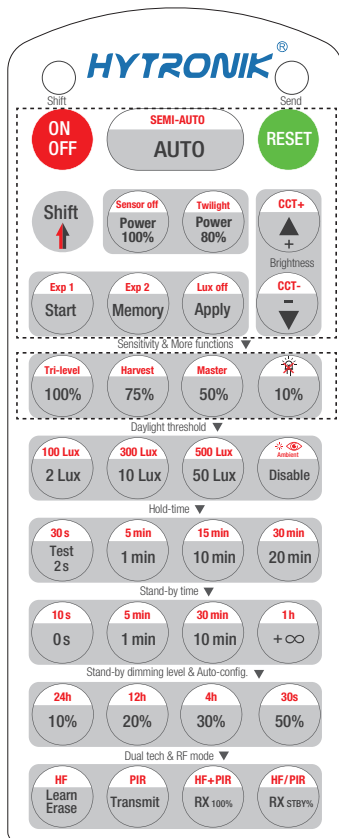 HYTRONIK®
Shift Send
ON
OFF
SEMI-AUTO
AUTO
RESET
Shift
Sensor off
Power
100%
Twilight
Power
80%
CCT+
+
Brightness
CCT-
-
Exp 1
Start
Exp 2
Memory
Lux off
Apply
Sensitivity & More functions ▼
Tri-level Harvest Master
100% 75% 50% 10%
Daylight threshold ▼
100 Lux 300 Lux 500 Lux Ambient
2 Lux 10 Lux 50 Lux Disable
Hold-time ▼
30 s 5 min 15 min 30 min
Test
2 s
1 min 10 min 20 min
Stand-by time ▼
10 s 5 min 30 min 1 h
0 s 1 min 10 min +∞
Stand-by dimming level & Auto-config. ▼
24h 12h 4h 30s
10% 20% 30% 50%
Dual tech & RF mode ▼
HF PIR HF+PIR HF/PIR
Learn
Erase
Transmit RX 100% RX STBY%